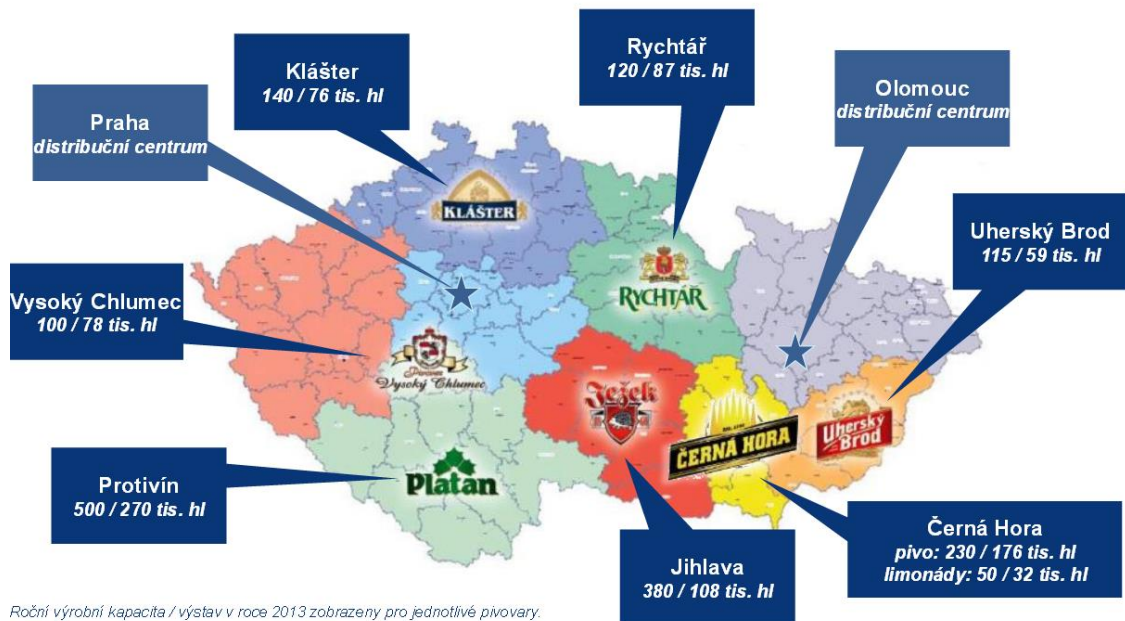 Rychtář
120 / 87 tis. hl
Klášter
140 / 76 tis. hl
Olomouc
distribuční centrum
Praha
distribuční centrum
KLÁŠTER
Uherský Brod
115 / 59 tis. hl
RYCHTÁŘ
Vysoký Chlumec
100 / 78 tis. hl
Pivovar
Vysoký Chlumec
Ježek
ČERNÁ HORA
Uherský
Brod
Platan
Protivín
500 / 270 tis. hl
Černá Hora
pivo: 230 / 176 tis. hl
limonády: 50 / 32 tis. hl
Jihlava
380 / 108 tis. hl
Roční výrobní kapacita / výstav v roce 2013 zobrazeny pro jednotlivé pivovary.